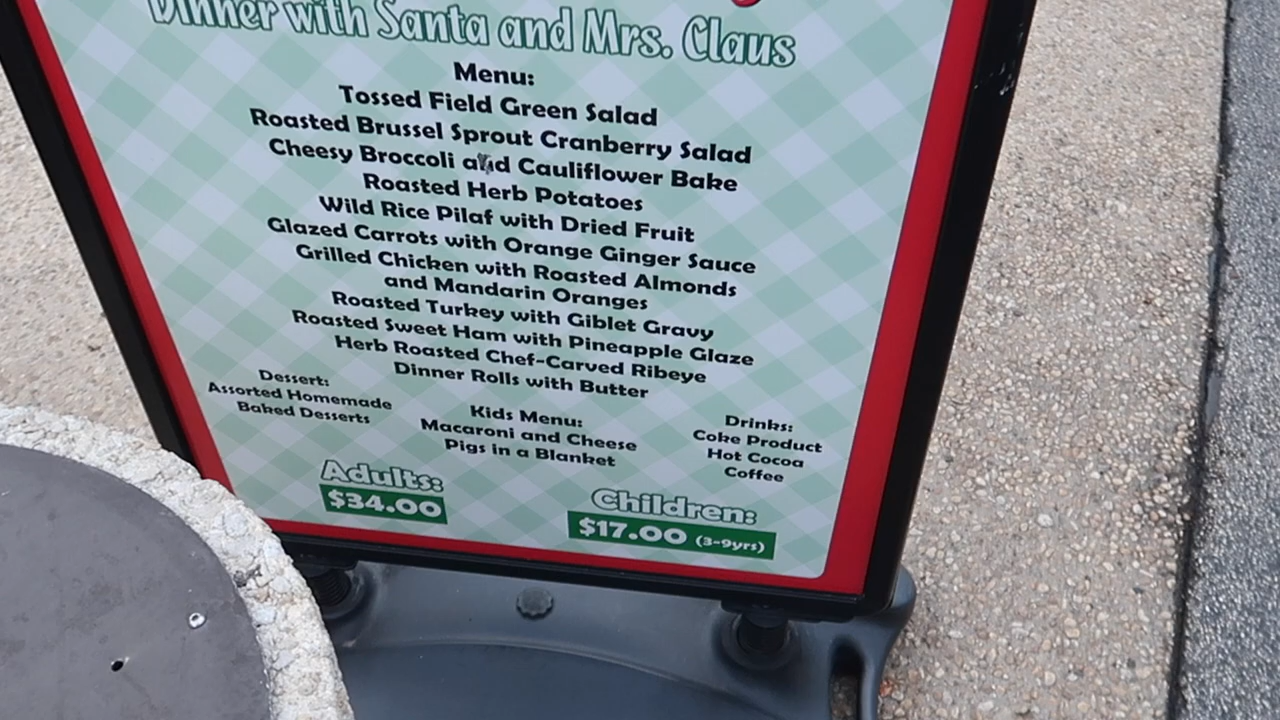 Dinner with Santa and Mrs. Claus
Menu:
Tossed Field Green Salad
Roasted Brussel Sprout Cranberry Salad
Cheesy Broccoli and Cauliflower Bake
Roasted Herb Potatoes
Wild Rice Pilaf with Dried Fruit
Glazed Carrots with Orange Ginger Sauce
Grilled Chicken with Roasted Almonds
and Mandarin Oranges
Roasted Turkey with Giblet Gravy
Roasted Sweet Ham with Pineapple Glaze
Herb Roasted Chef-Carved Ribeye
Dinner Rolls with Butter
Dessert:
Assorted Homemade
Baked Desserts
Kids Menu:
Macaroni and Cheese
Pigs in a Blanket
Drinks:
Coke Product
Hot Cocoa
Coffee
Adults:
$34.00
Children:
$17.00 (3-9yrs)